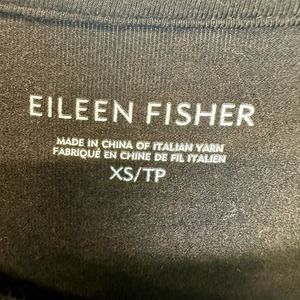 EILEEN FISHER
MADE IN CHINA OF ITALIAN YARN
FABRIQUÉ EN CHINE DE FIL ITALIEN
XS/TP